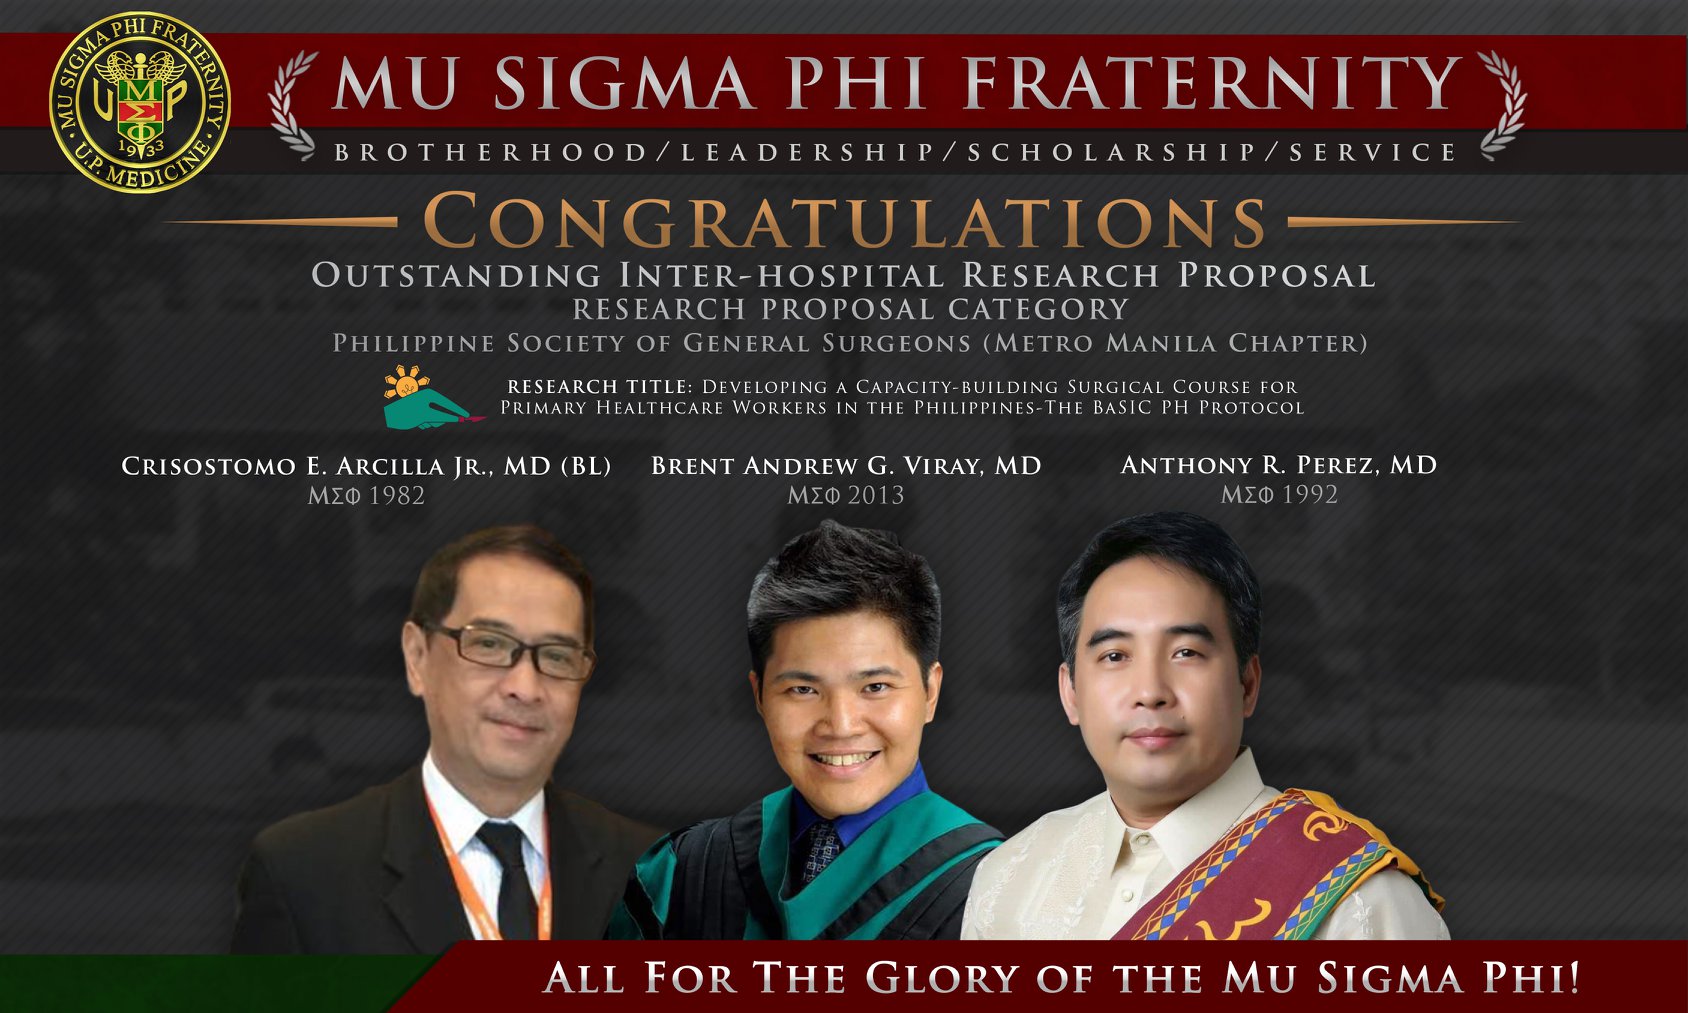 MU SIGMA PHI FRATERNITY
U.P. MEDICINE
U P
ΜΣΦ
1933
MU SIGMA PHI FRATERNITY
BROTHERHOOD/LEADERSHIP/SCHOLARSHIP/SERVICE
CONGRATULATIONS
OUTSTANDING INTER-HOSPITAL RESEARCH PROPOSAL
RESEARCH PROPOSAL CATEGORY
PHILIPPINE SOCIETY OF GENERAL SURGEONS (METRO MANILA CHAPTER)
RESEARCH TITLE: DEVELOPING A CAPACITY-BUILDING SURGICAL COURSE FOR
PRIMARY HEALTHCARE WORKERS IN THE PHILIPPINES-THE BASIC PH PROTOCOL
CRISOSTOMO E. ARCILLA JR., MD (BL)
ΜΣΦ 1982
BRENT ANDREW G. VIRAY, MD
ΜΣΦ 2013
ANTHONY R. PEREZ, MD
ΜΣΦ 1992
ALL FOR THE GLORY OF THE MU SIGMA PHI!